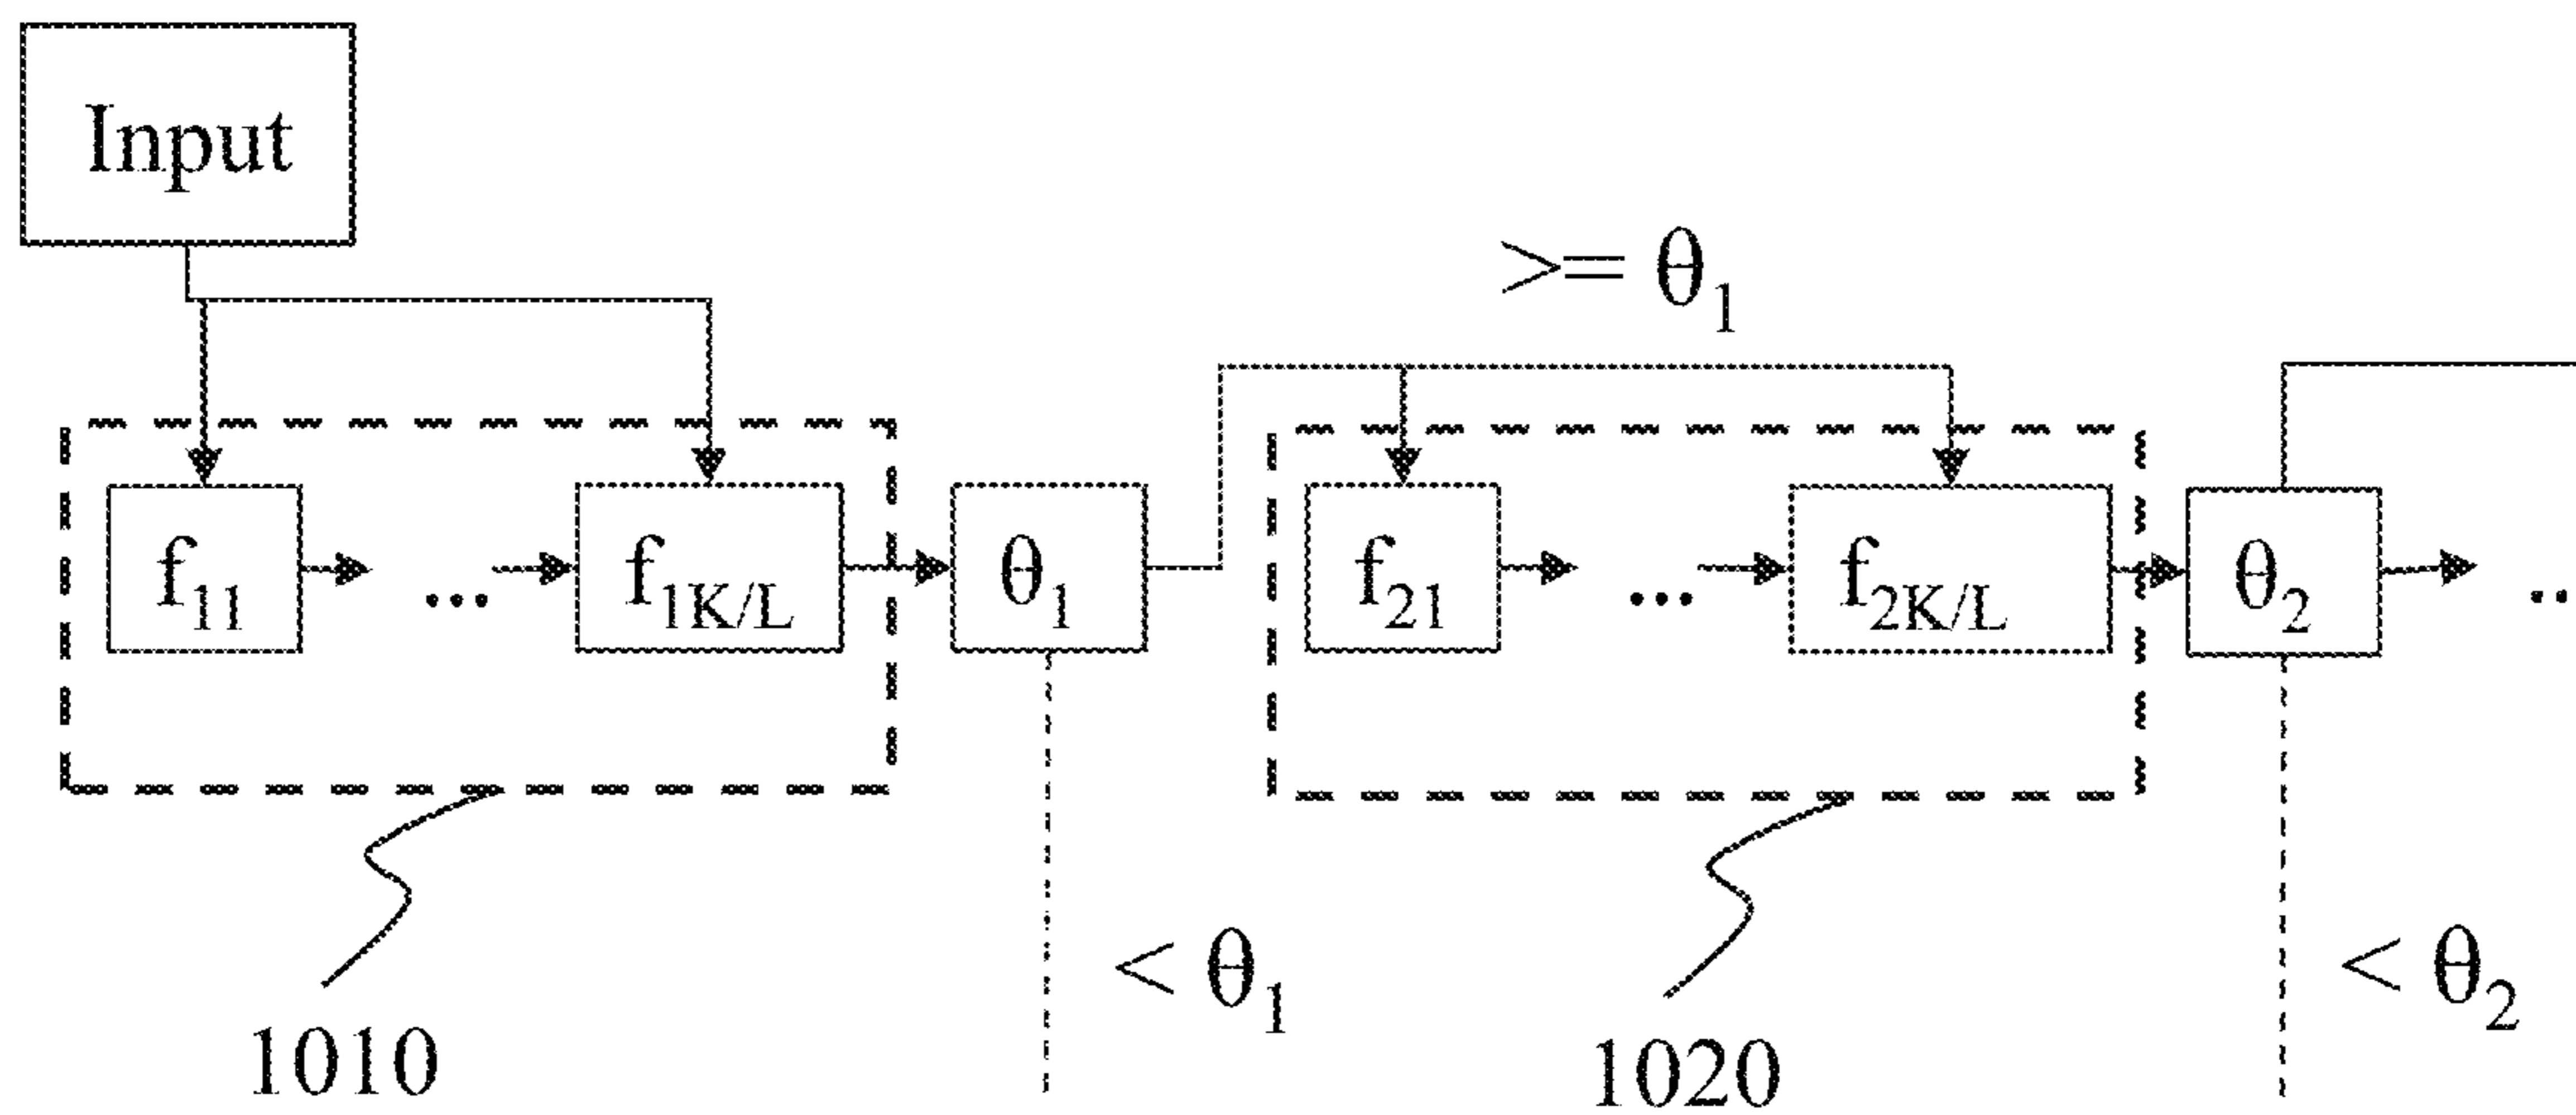 Input
>= θ₁
f₁₁ ... f₁K/L θ₁ f₂₁ ... f₂K/L θ₂ ..
< θ₁ < θ₂
1010 1020